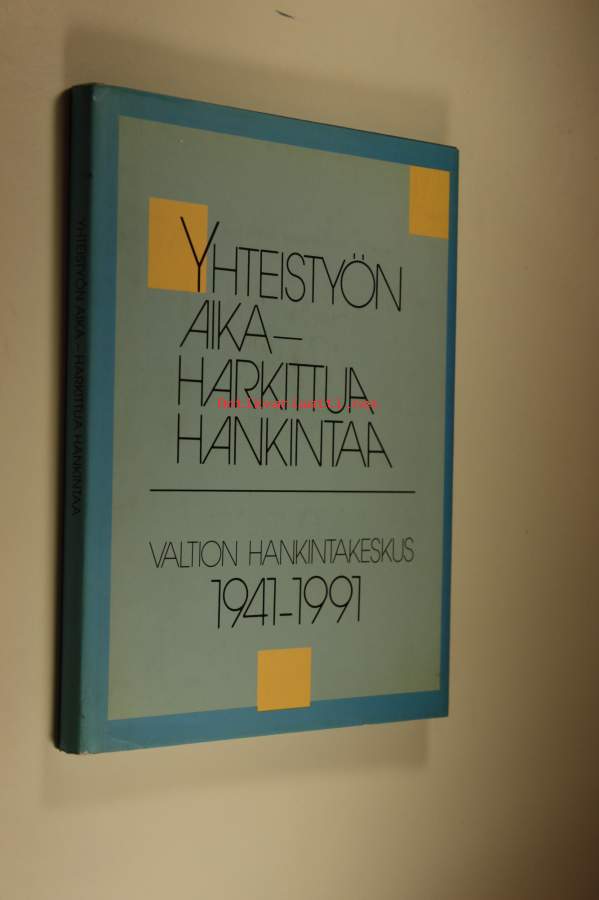 YHTEISTYÖN AIKA – HARKITTUA HANKINTAA
YHTEISTYÖN
AIKA –
HARKITTUA
HANKINTAA
VALTION HANKINTAKESKUS
1941–1991